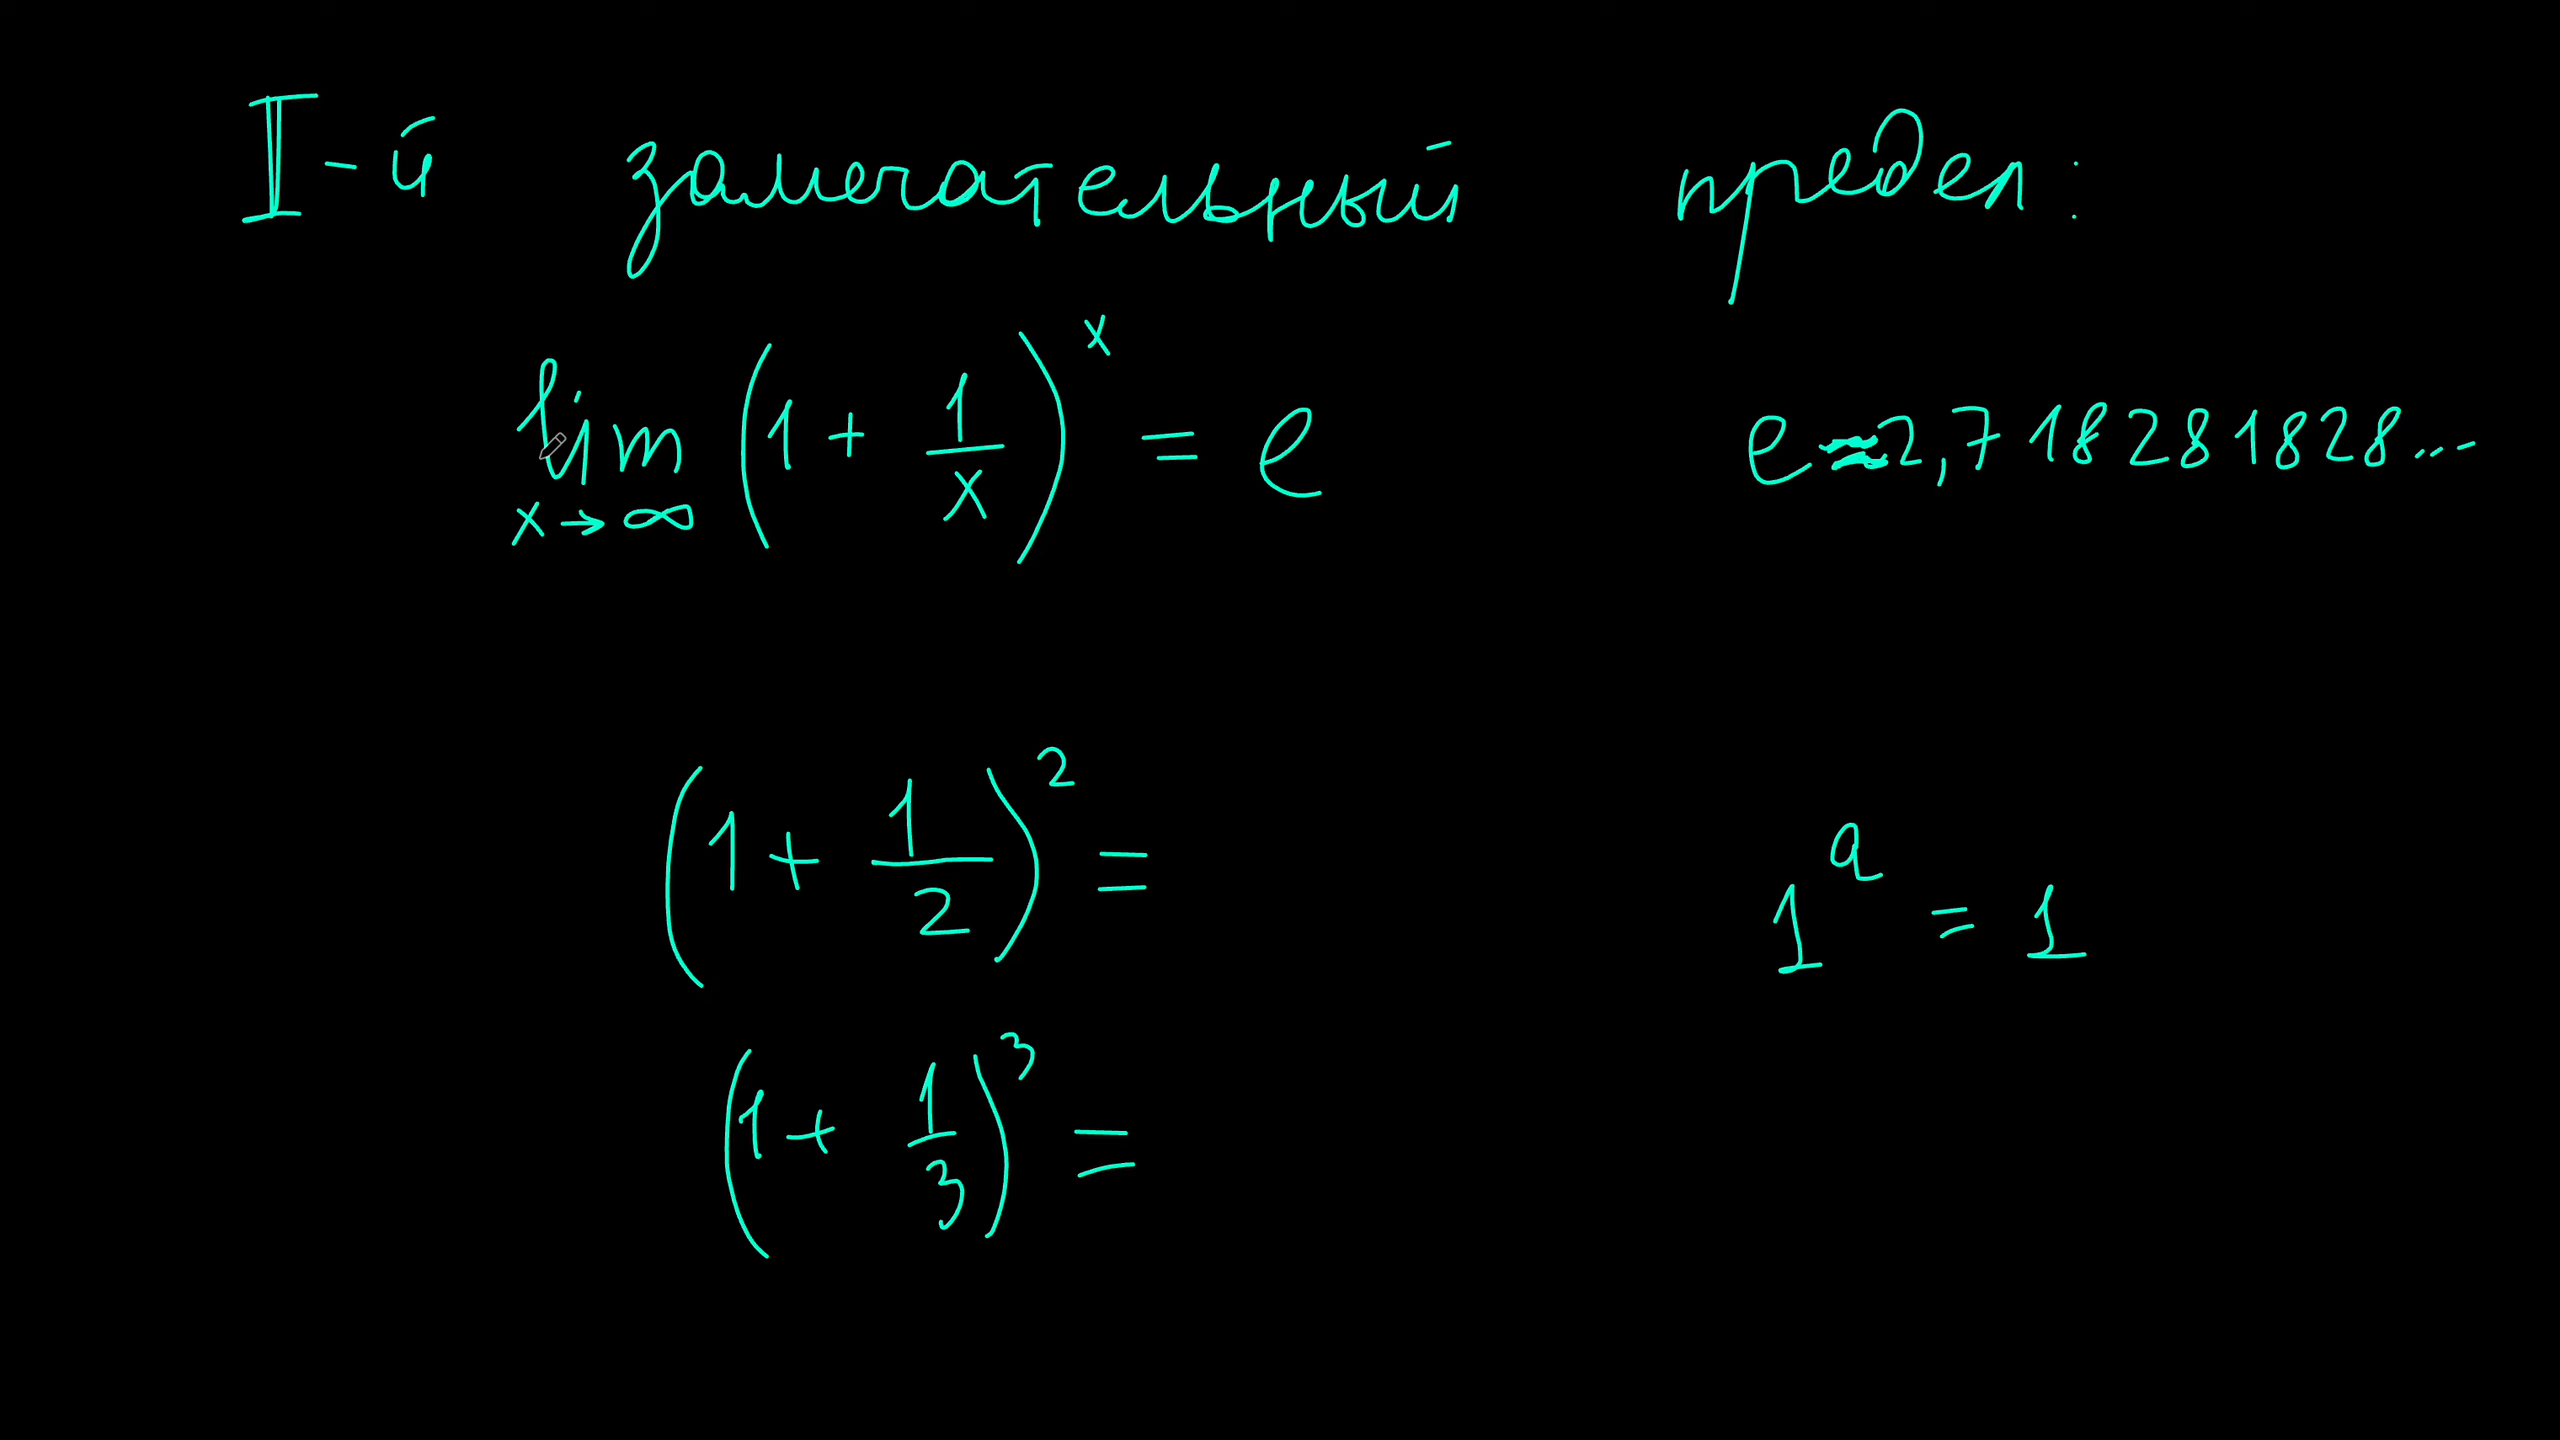 II-й замечательный предел:
lim x→∞ (1 + 1/x)^x = e
e≈2,718281828...
(1 + 1/2)^2 =
1^a = 1
(1 + 1/3)^3 =